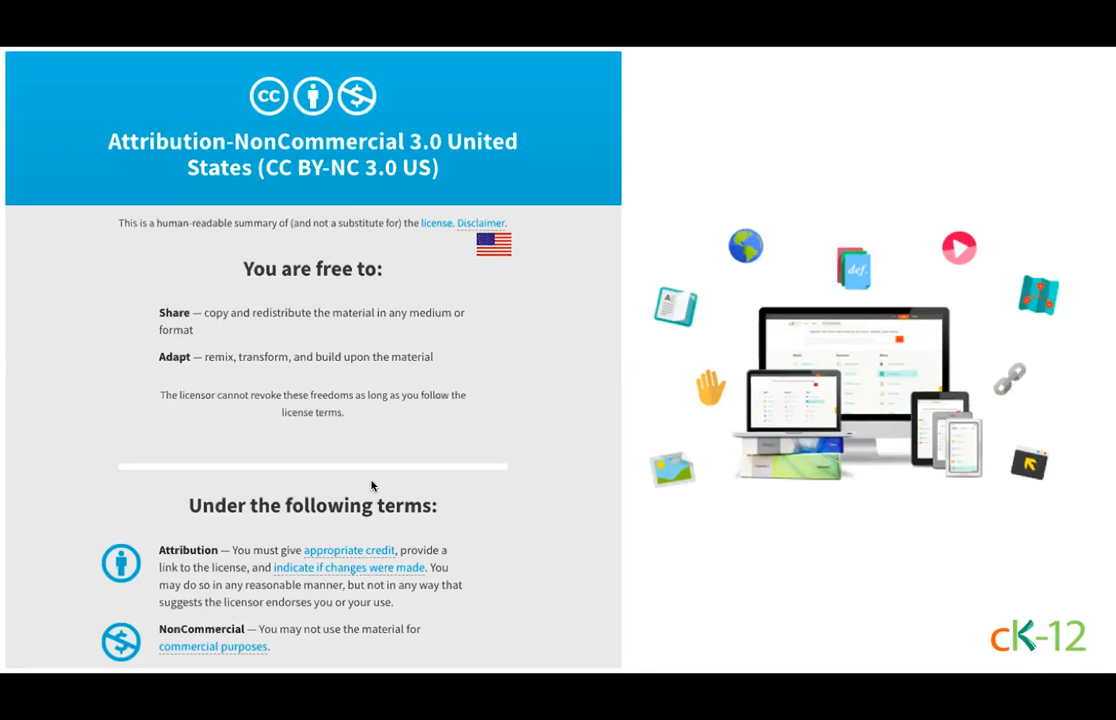 Attribution-NonCommercial 3.0 United
States (CC BY-NC 3.0 US)
This is a human-readable summary of (and not a substitute for) the license. Disclaimer.
You are free to:
Share — copy and redistribute the material in any medium or
format
Adapt — remix, transform, and build upon the material
The licensor cannot revoke these freedoms as long as you follow the
license terms.
Under the following terms:
Attribution — You must give appropriate credit, provide a
link to the license, and indicate if changes were made. You
may do so in any reasonable manner, but not in any way that
suggests the licensor endorses you or your use.
NonCommercial — You may not use the material for
commercial purposes.
def.
cK-12